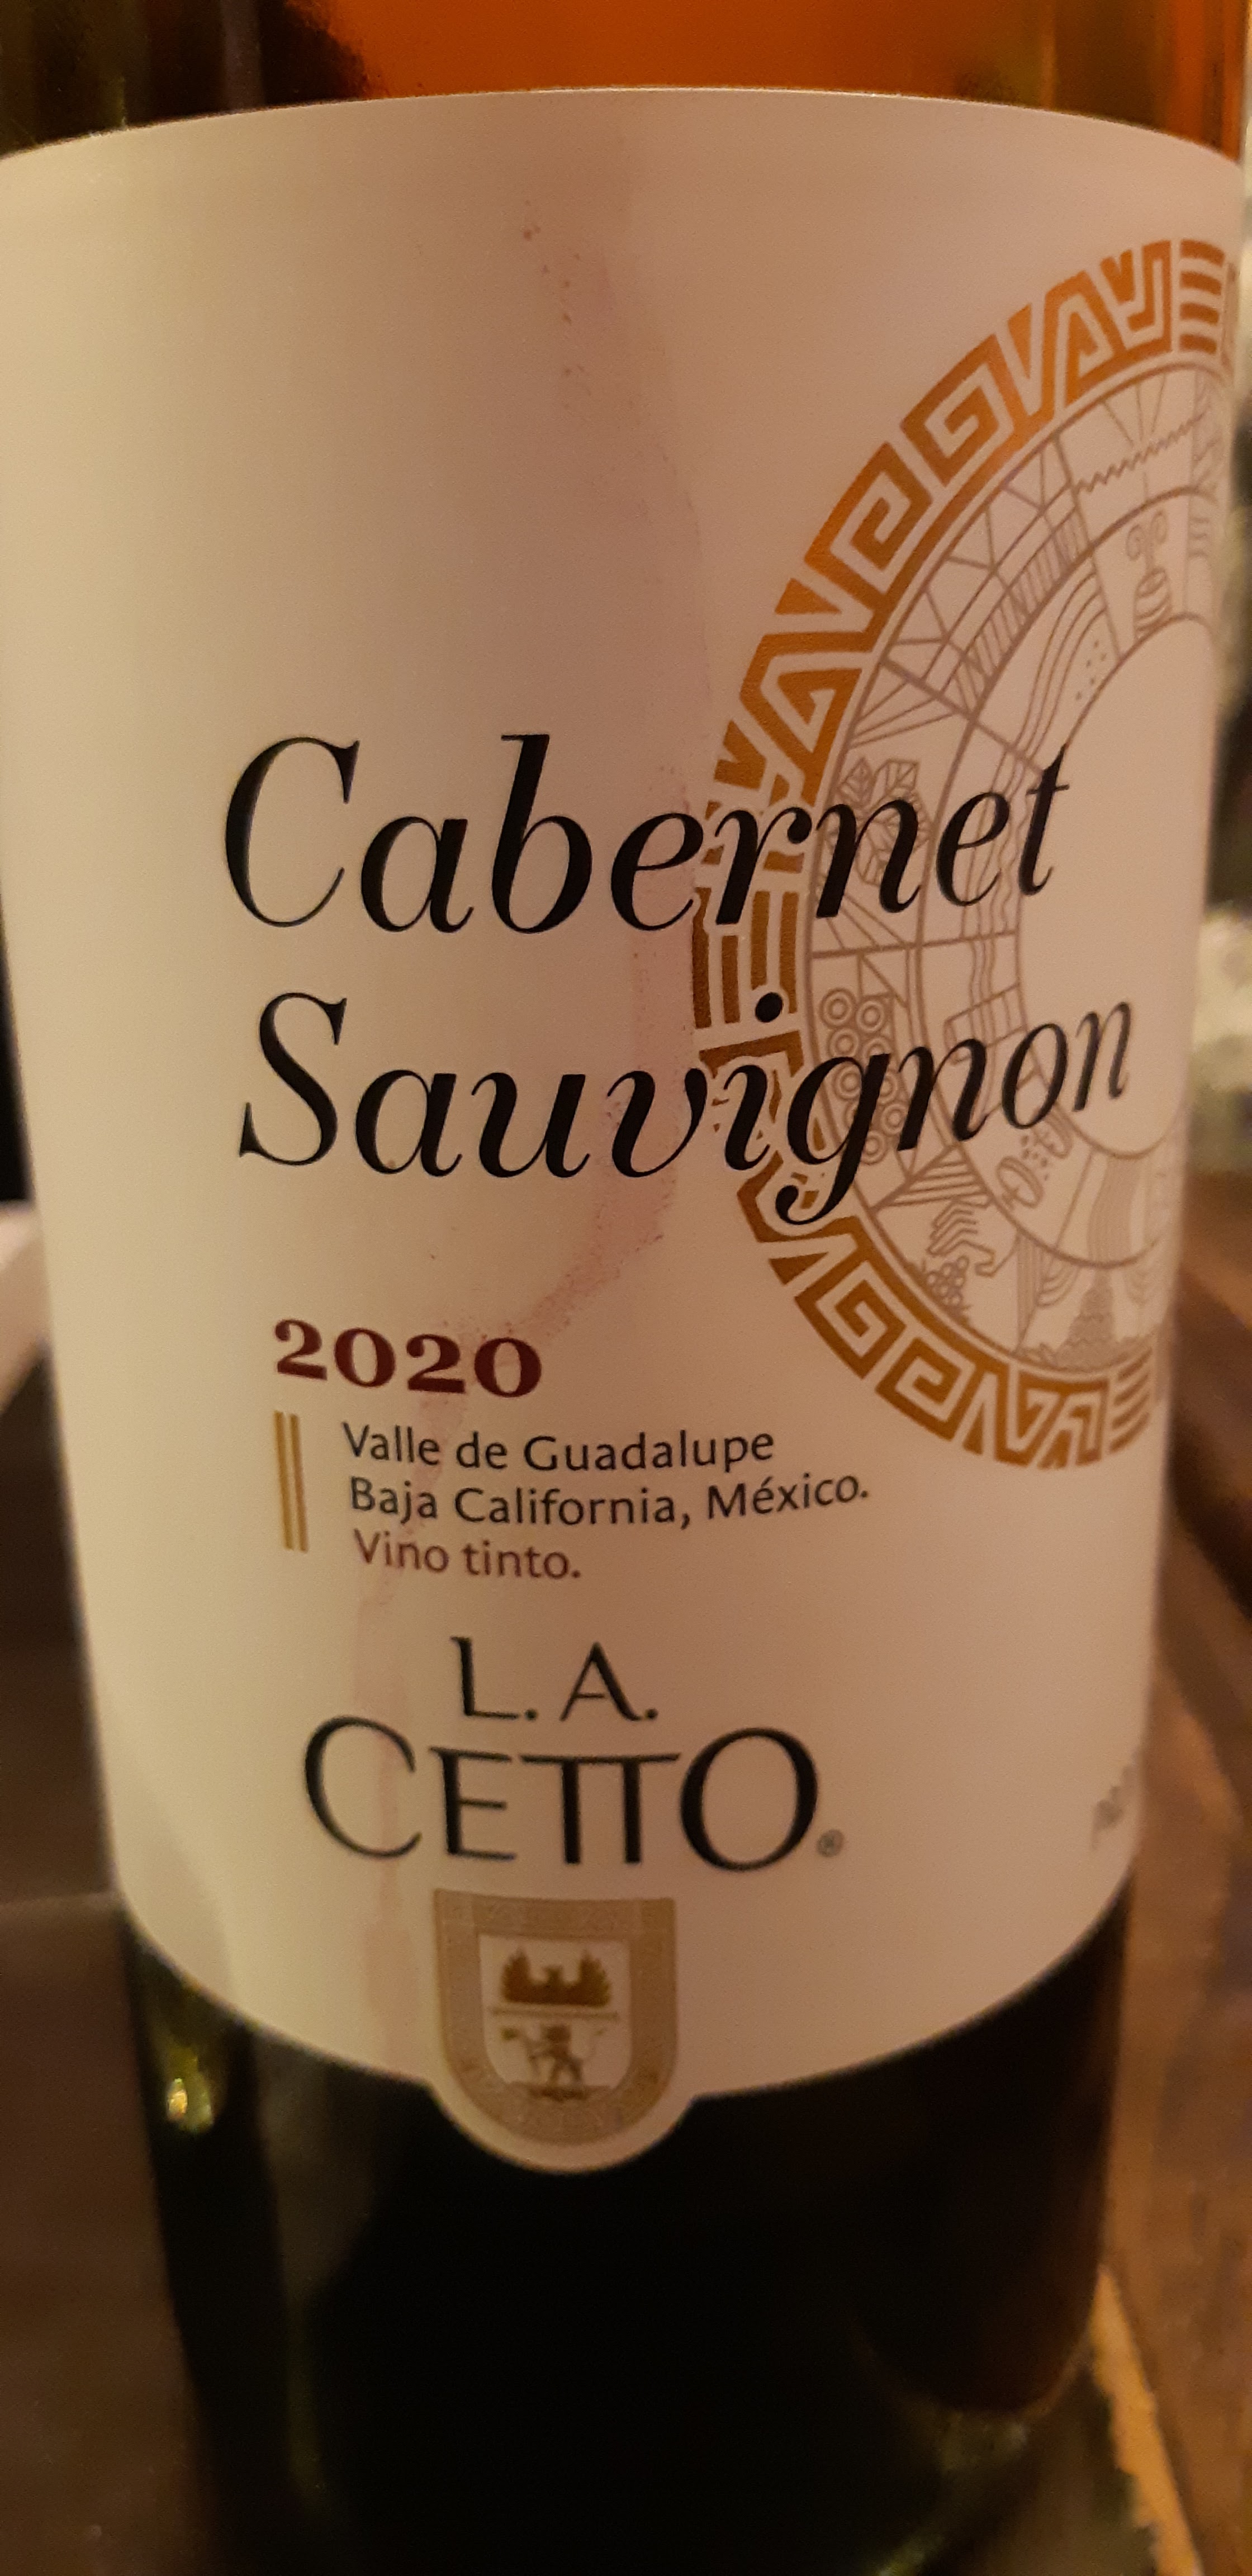 Cabernet
Sauvignon
2020
Valle de Guadalupe
Baja California, México.
Vino tinto.
L. A.
CETTO®